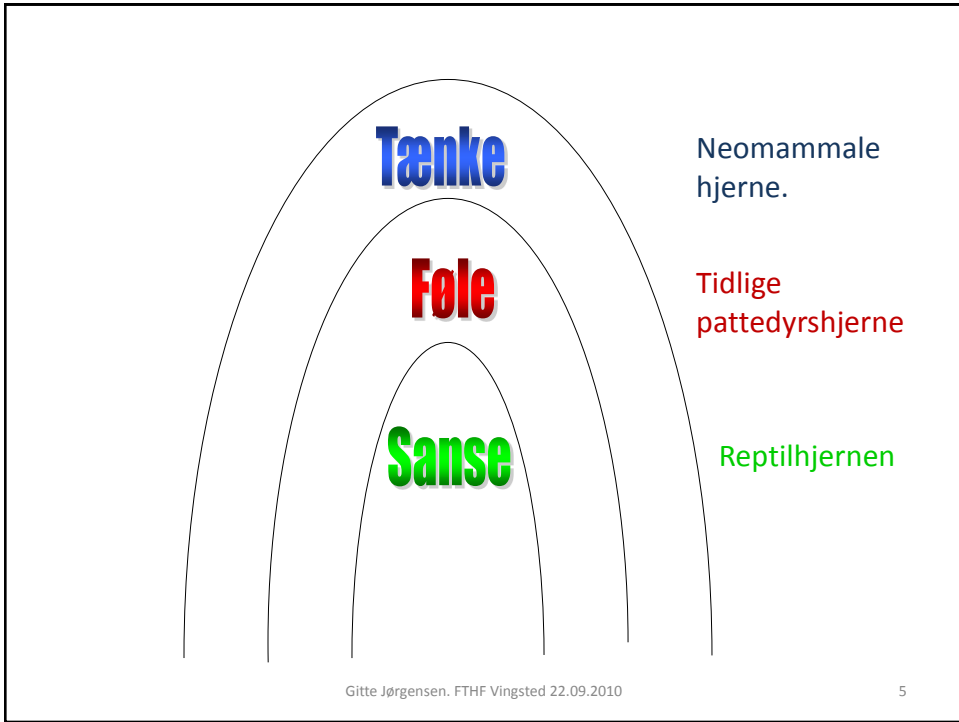 Tænke
Neomammale
hjerne.
Føle
Tidlige
pattedyrshjerne
Sanse
Reptilhjernen
Gitte Jørgensen. FTHF Vingsted 22.09.2010
5